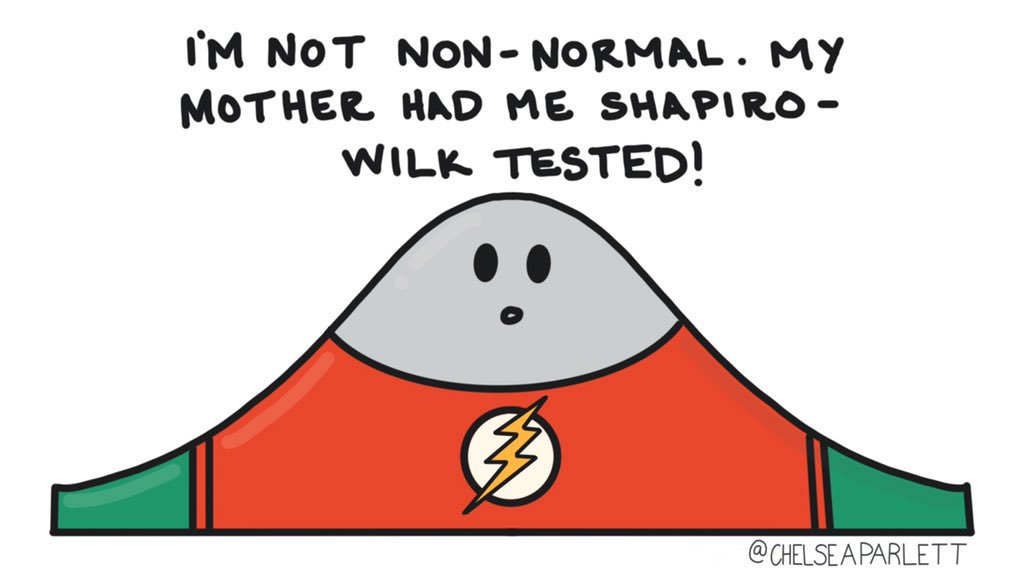 I'M NOT NON-NORMAL. MY
MOTHER HAD ME SHAPIRO-
WILK TESTED!
@CHELSEAPARLETT